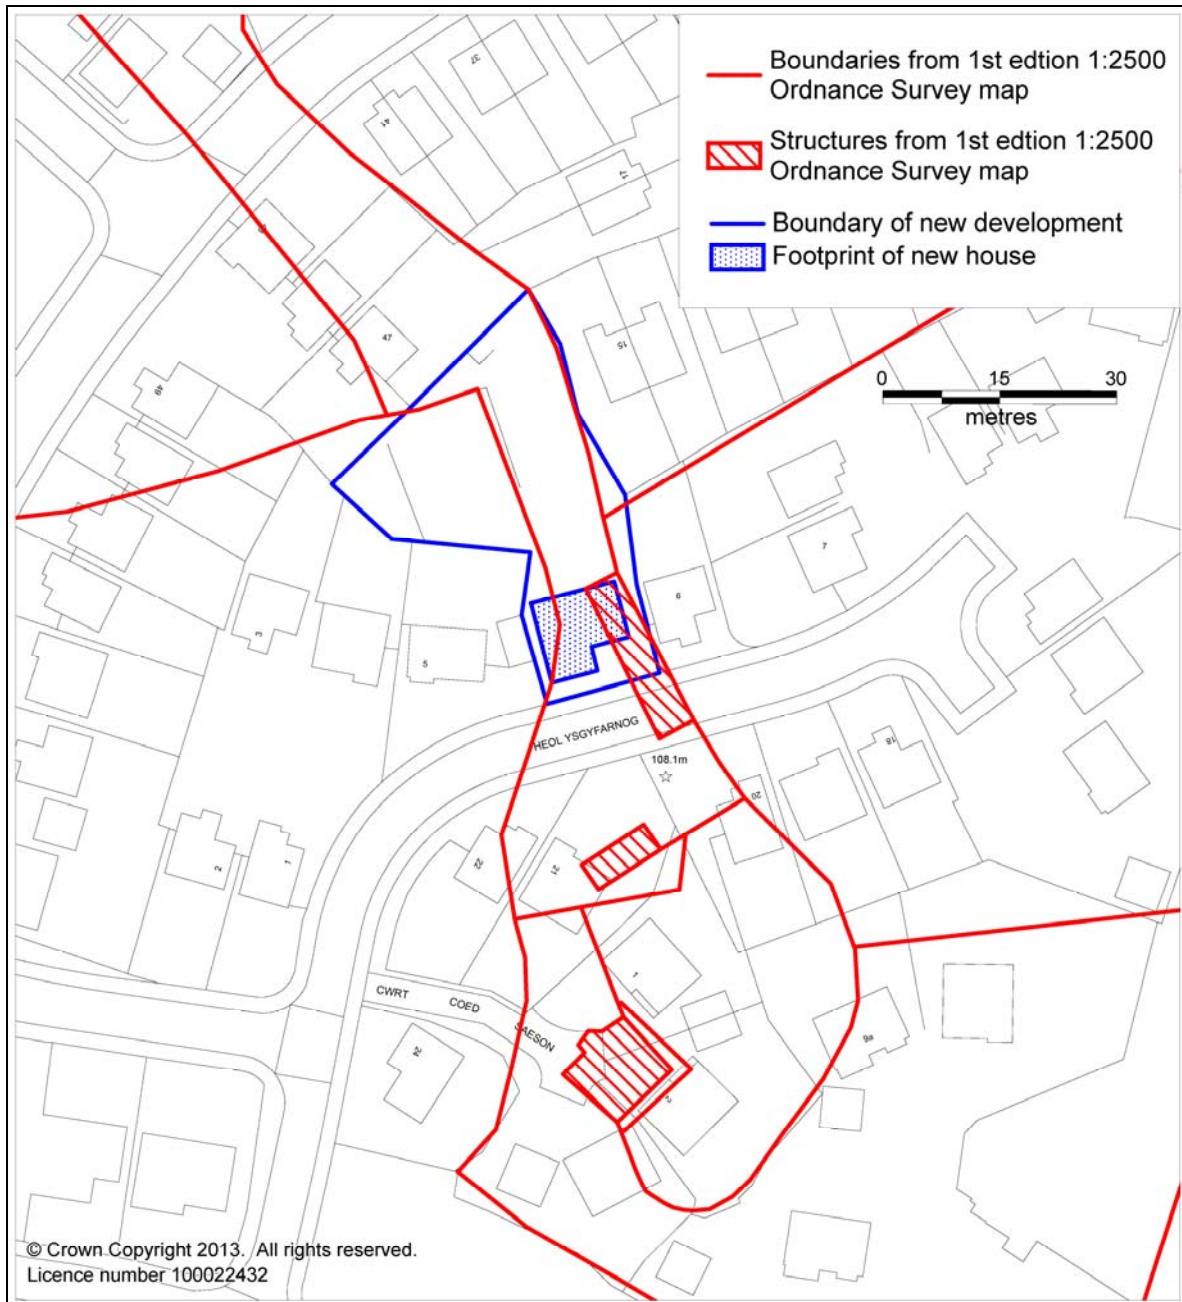 Boundaries from 1st edtion 1:2500
Ordnance Survey map
Structures from 1st edtion 1:2500
Ordnance Survey map
Boundary of new development
Footprint of new house
0 15 30
metres
37
41
17
15
47
49
7
6
3
5
HEOL YSGYFARNOG
108.1m
18
20
22
21
2
1
1
CWRT COED SAESON
24
9a
2
© Crown Copyright 2013. All rights reserved.
Licence number 100022432